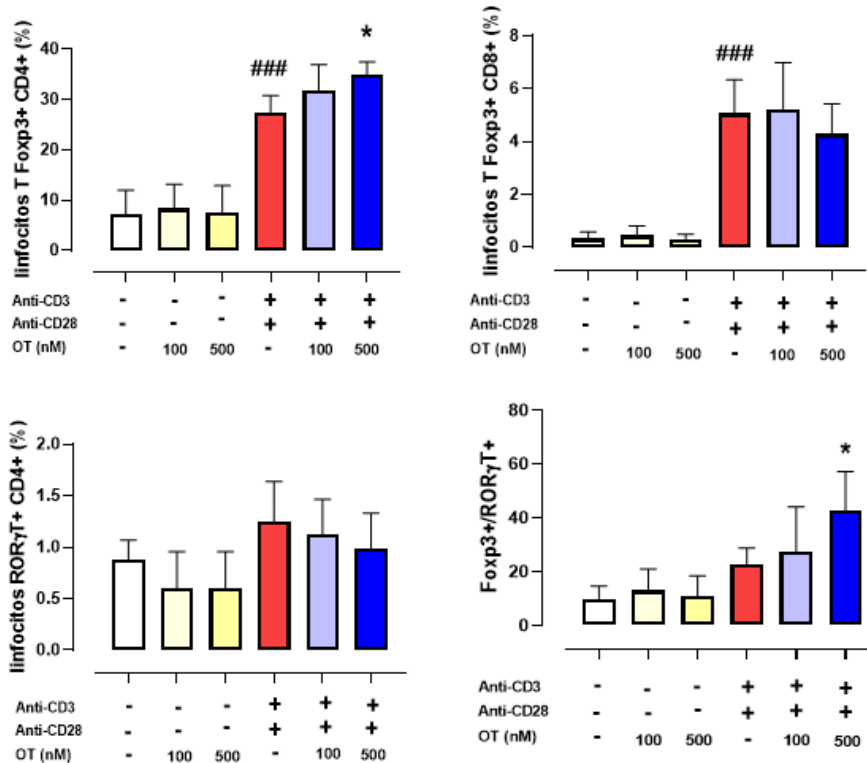 linfocitos T Foxp3+ CD4+ (%)
40
30
20
10
0
###
*
Anti-CD3 - - - + + +
Anti-CD28 - - - + + +
OT (nM) - 100 500 - 100 500
linfocitos T Foxp3+ CD8+ (%)
8
6
4
2
0
###
Anti-CD3 - - - + + +
Anti-CD28 - - - + + +
OT (nM) - 100 500 - 100 500
linfocitos RORγT+ CD4+ (%)
2.0
1.5
1.0
0.5
0.0
Anti-CD3 - - - + + +
Anti-CD28 - - - + + +
OT (nM) - 100 500 - 100 500
Foxp3+/RORγT+
80
60
40
20
0
*
Anti-CD3 - - - + + +
Anti-CD28 - - - + + +
OT (nM) - 100 500 - 100 500